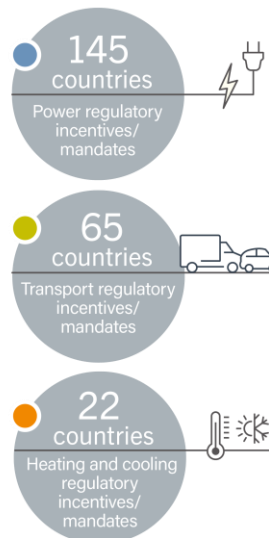 145
countries
Power regulatory
incentives/
mandates
65
countries
Transport regulatory
incentives/
mandates
22
countries
Heating and cooling
regulatory
incentives/
mandates